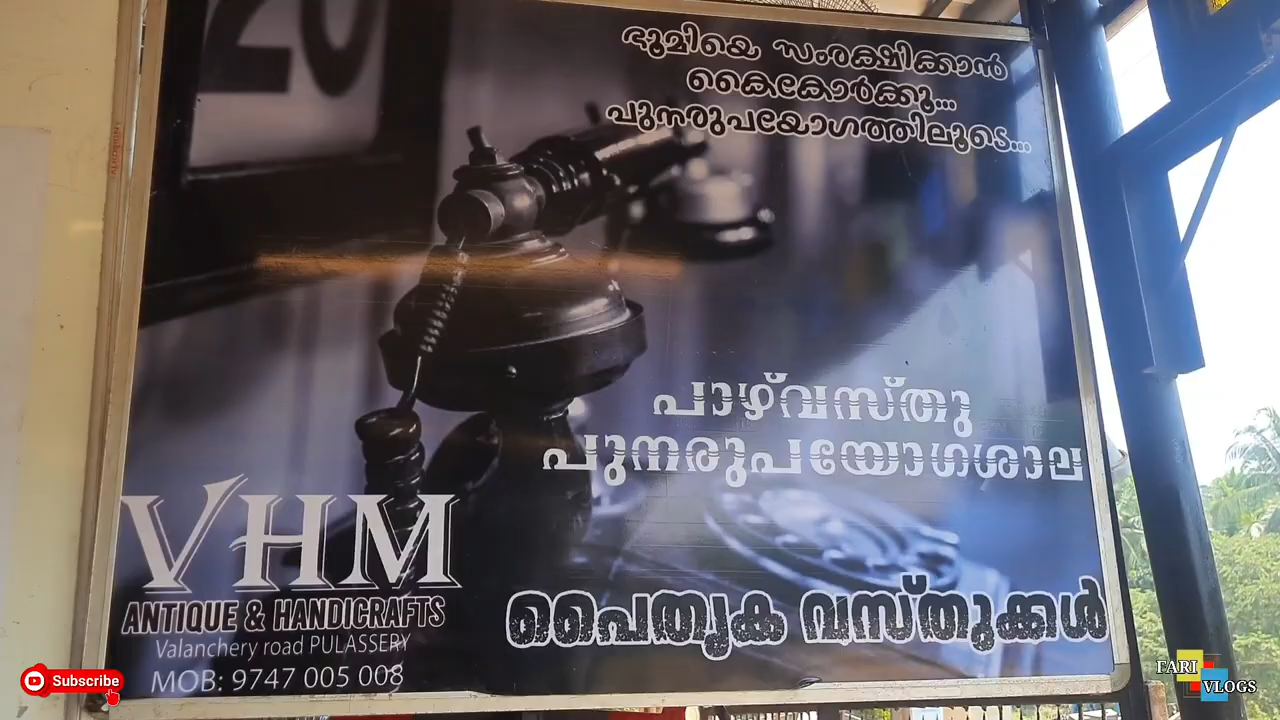 20
ഭൂമിയെ സംരക്ഷിക്കാൻ
കൈകോർക്കൂ...
പുനരുപയോഗത്തിലൂടെ...
പാഴ്‌വസ്തു
പുനരുപയോഗശാല
പൈതൃക വസ്തുക്കൾ
VHM
ANTIQUE & HANDICRAFTS
Valanchery road PULASSERY
MOB: 9747 005 008
Subscribe
FARI
VLOGS